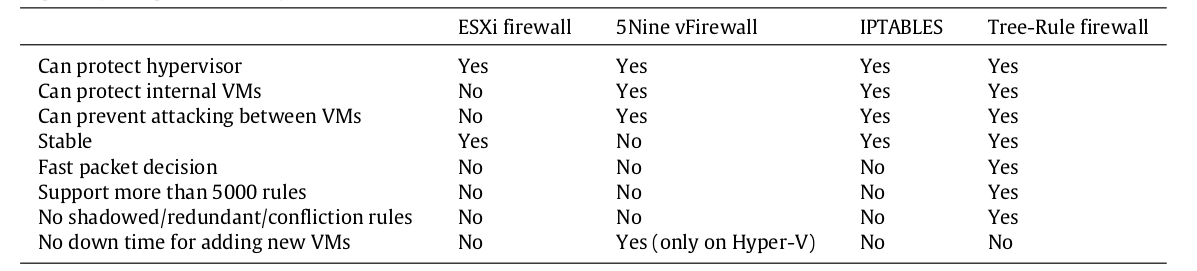 ESXi firewall 5Nine vFirewall IPTABLES Tree-Rule firewall
Can protect hypervisor Yes Yes Yes Yes
Can protect internal VMs No Yes Yes Yes
Can prevent attacking between VMs No Yes Yes Yes
Stable Yes No Yes Yes
Fast packet decision No No No Yes
Support more than 5000 rules No No No Yes
No shadowed/redundant/confliction rules No No No Yes
No down time for adding new VMs No Yes (only on Hyper-V) No No